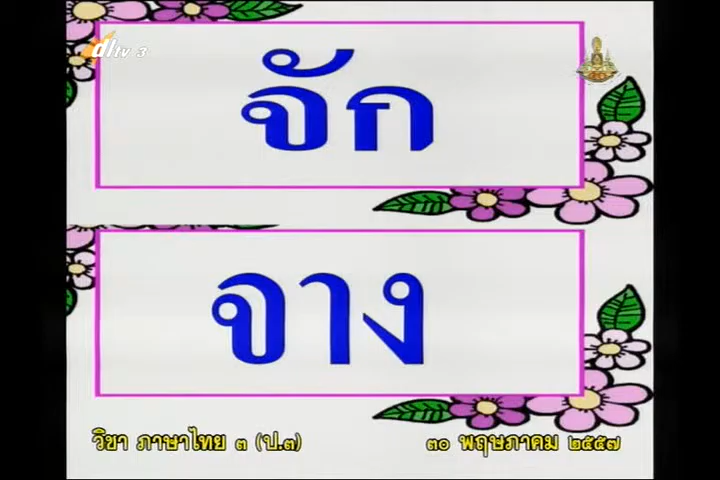 dltv 3
จัก
จาง
วิขา ภาษาไทย ๓ (ป.๓)
๓๐ พฤษภาคม ๒๕๕๗